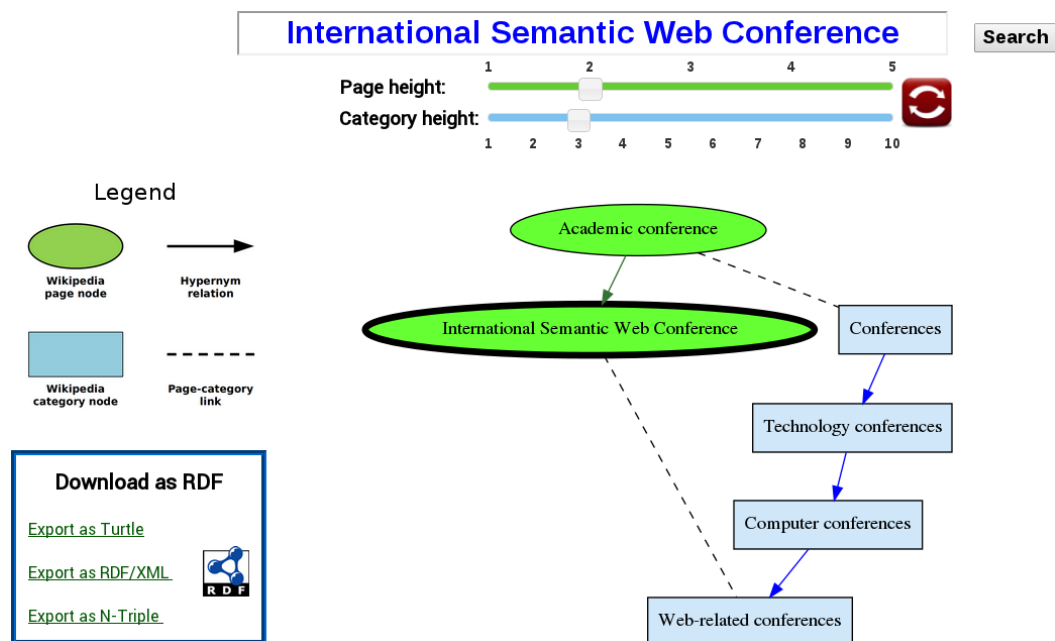 International Semantic Web Conference
Search
1 2 3 4 5
Page height:
Category height:
1 2 3 4 5 6 7 8 9 10
Legend
Wikipedia
page node
Hypernym
relation
Wikipedia
category node
Page-category
link
Academic conference
International Semantic Web Conference
Conferences
Technology conferences
Computer conferences
Web-related conferences
Download as RDF
Export as Turtle
Export as RDF/XML
Export as N-Triple
RDF